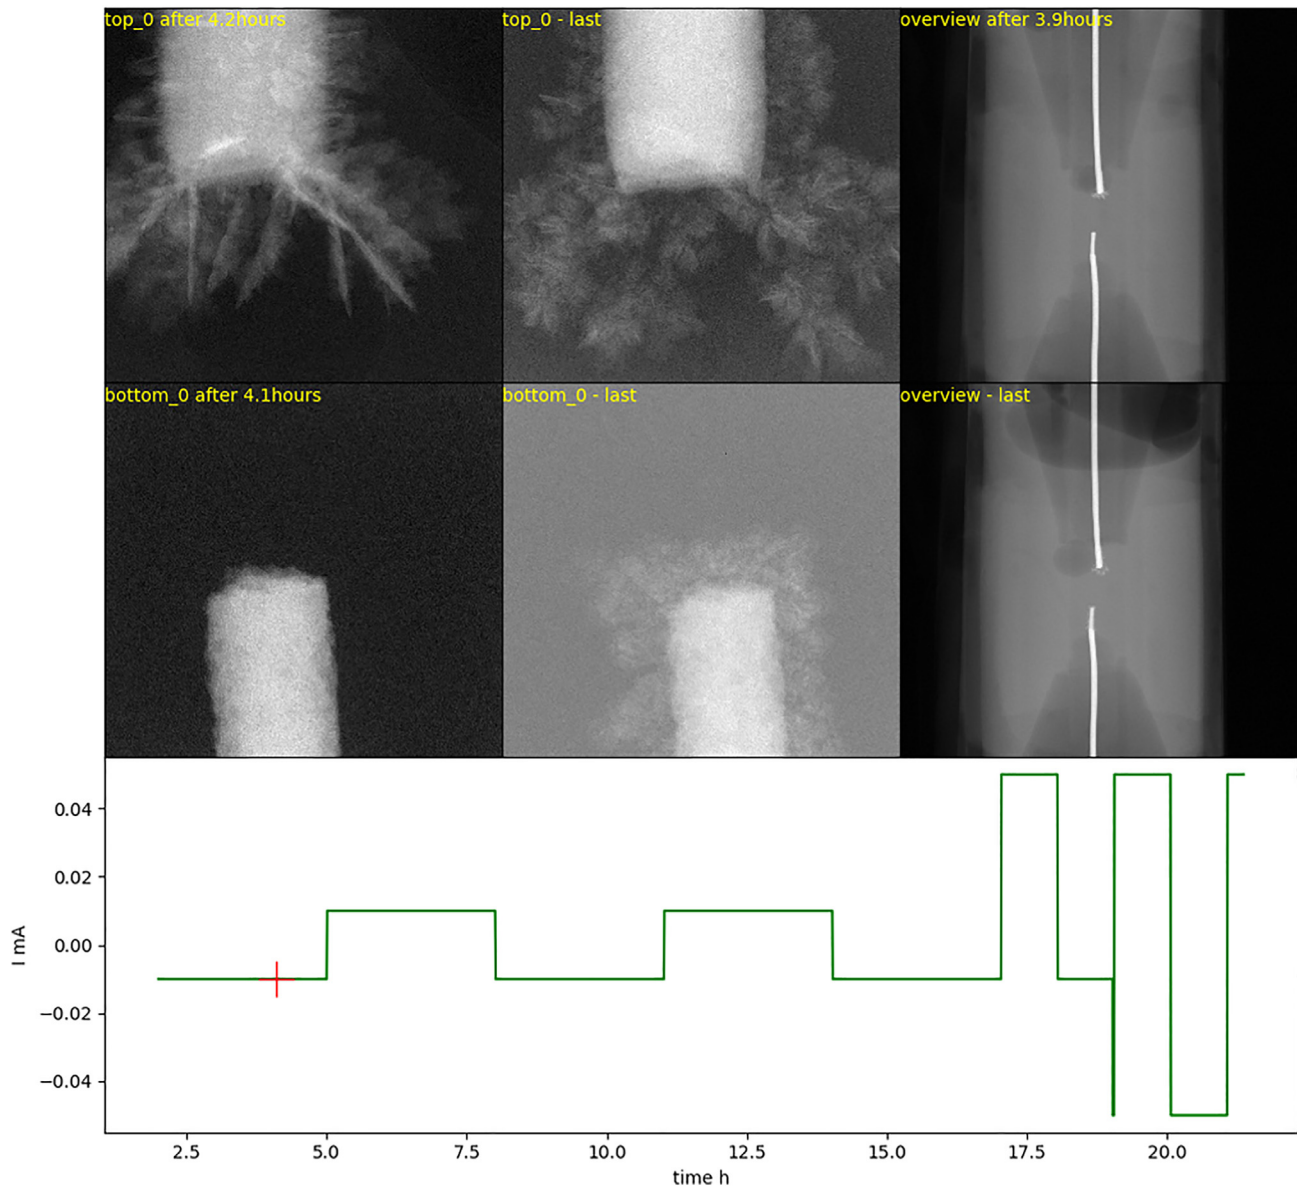 top_0 after 4.2hours
top_0 - last
overview after 3.9hours
bottom_0 after 4.1hours
bottom_0 - last
overview - last
0.04
0.02
0.00
−0.02
−0.04
I mA
2.5
5.0
7.5
10.0
12.5
15.0
17.5
20.0
time h